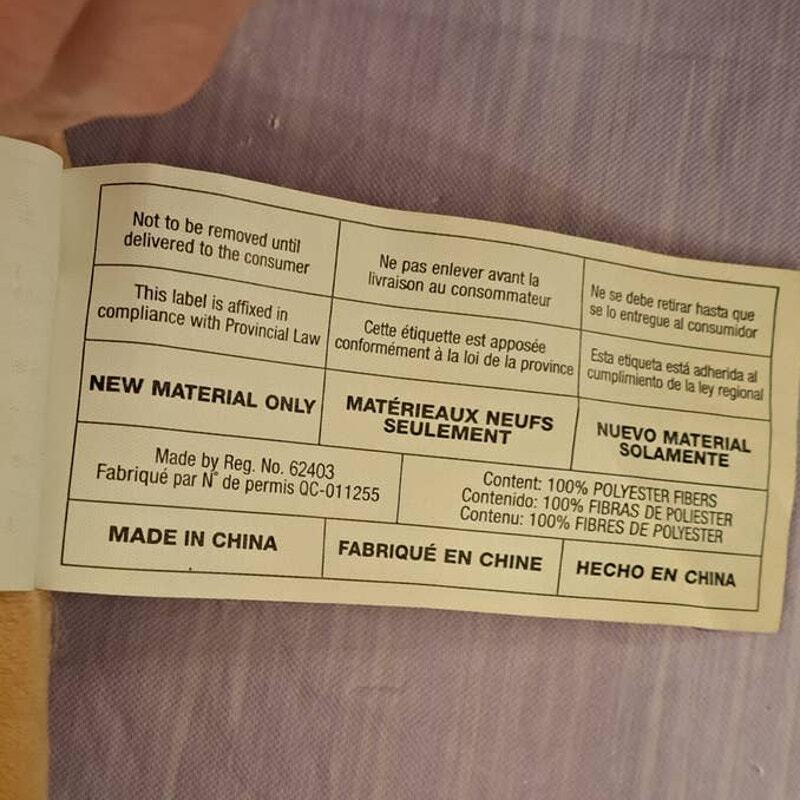 Not to be removed until
delivered to the consumer
Ne pas enlever avant la
livraison au consommateur
Ne se debe retirar hasta que
se lo entregue al consumidor
This label is affixed in
compliance with Provincial Law
Cette étiquette est apposée
conformément à la loi de la province
Esta etiqueta está adherida al
cumplimiento de la ley regional
NEW MATERIAL ONLY
MATÉRIEAUX NEUFS
SEULEMENT
NUEVO MATERIAL
SOLAMENTE
Made by Reg. No. 62403
Fabriqué par N° de permis QC-011255
Content: 100% POLYESTER FIBERS
Contenido: 100% FIBRAS DE POLIESTER
Contenu: 100% FIBRES DE POLYESTER
MADE IN CHINA
FABRIQUÉ EN CHINE
HECHO EN CHINA